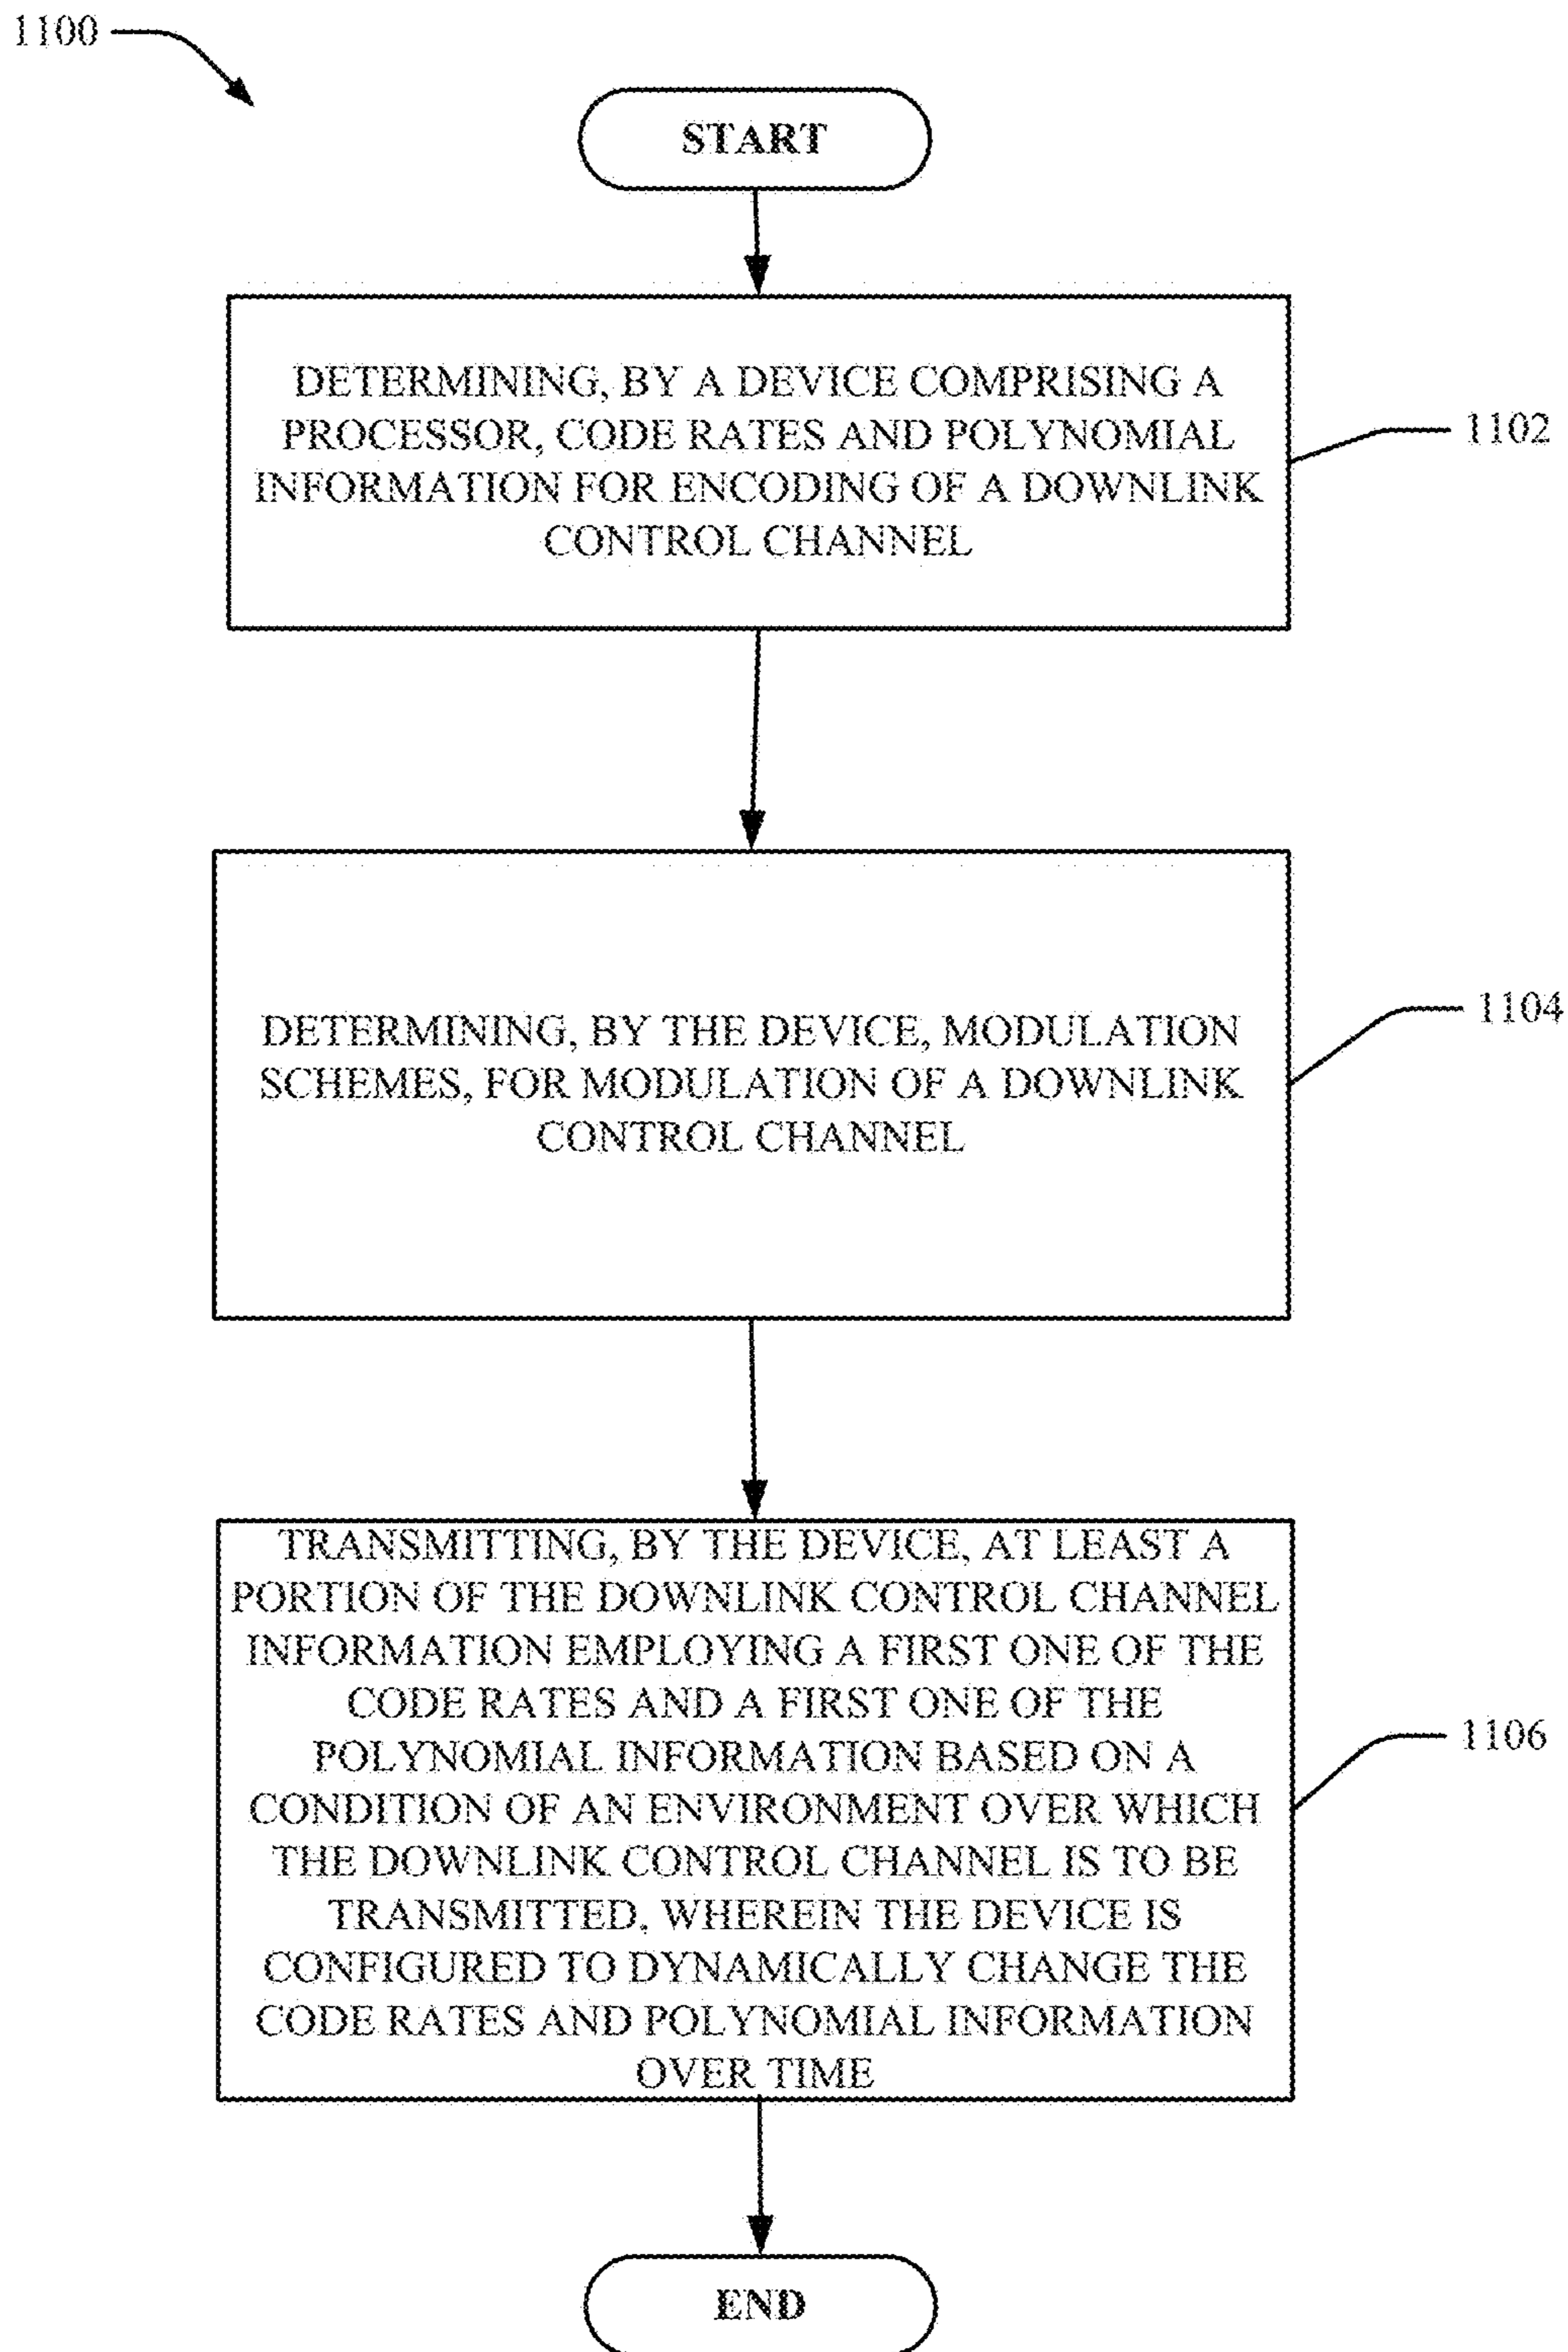 1100
START
DETERMINING, BY A DEVICE COMPRISING A
PROCESSOR, CODE RATES AND POLYNOMIAL
INFORMATION FOR ENCODING OF A DOWNLINK
CONTROL CHANNEL
1102
DETERMINING, BY THE DEVICE, MODULATION
SCHEMES, FOR MODULATION OF A DOWNLINK
CONTROL CHANNEL
1104
TRANSMITTING, BY THE DEVICE, AT LEAST A
PORTION OF THE DOWNLINK CONTROL CHANNEL
INFORMATION EMPLOYING A FIRST ONE OF THE
CODE RATES AND A FIRST ONE OF THE
POLYNOMIAL INFORMATION BASED ON A
CONDITION OF AN ENVIRONMENT OVER WHICH
THE DOWNLINK CONTROL CHANNEL IS TO BE
TRANSMITTED, WHEREIN THE DEVICE IS
CONFIGURED TO DYNAMICALLY CHANGE THE
CODE RATES AND POLYNOMIAL INFORMATION
OVER TIME
1106
END